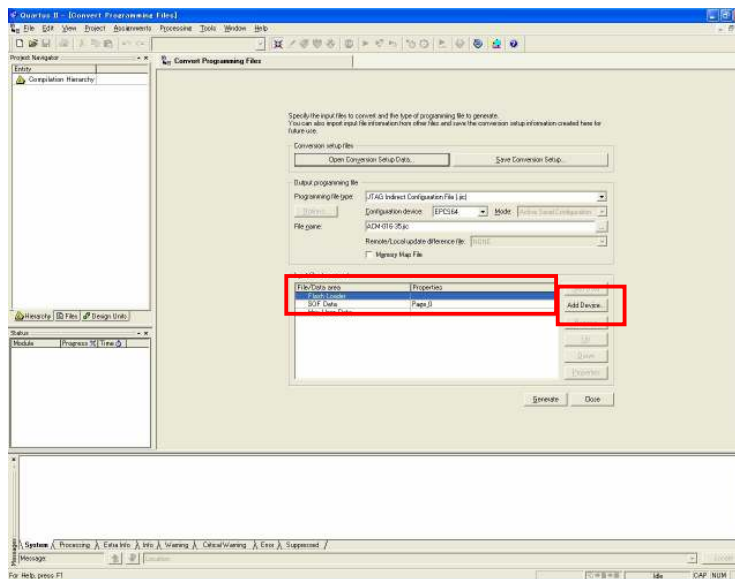 Quartus II - [Convert Programming Files]
File Edit View Project Assignments Processing Tools Window Help
Project Navigator
Entity
Compilation Hierarchy
Convert Programming Files
Specify the input files to convert and the type of programming file to generate.
You can also import input file information from other files and save the conversion setup information created here for
future use.
Conversion setup files
Open Conversion Setup Data...
Save Conversion Setup...
Output programming file
Programming file type:
JTAG Indirect Configuration File (.jic)
Options...
Configuration device:
EPCS64
Mode:
Active Serial Configuration
File name:
ACM-016-35.jic
Remote/Local update difference file:
NONE
Memory Map File
File/Data area
Properties
Flash Loader
SOF Data
Page_0
Add Device...
Up
Down
Properties
Generate
Close
Hierarchy
Files
Design Units
Status
Module
Progress %
Time
System
Processing
Extra Info
Info
Warning
Critical Warning
Error
Suppressed
Messages
Message:
Location:
Locate
For Help, press F1
Idle
CAP
NUM